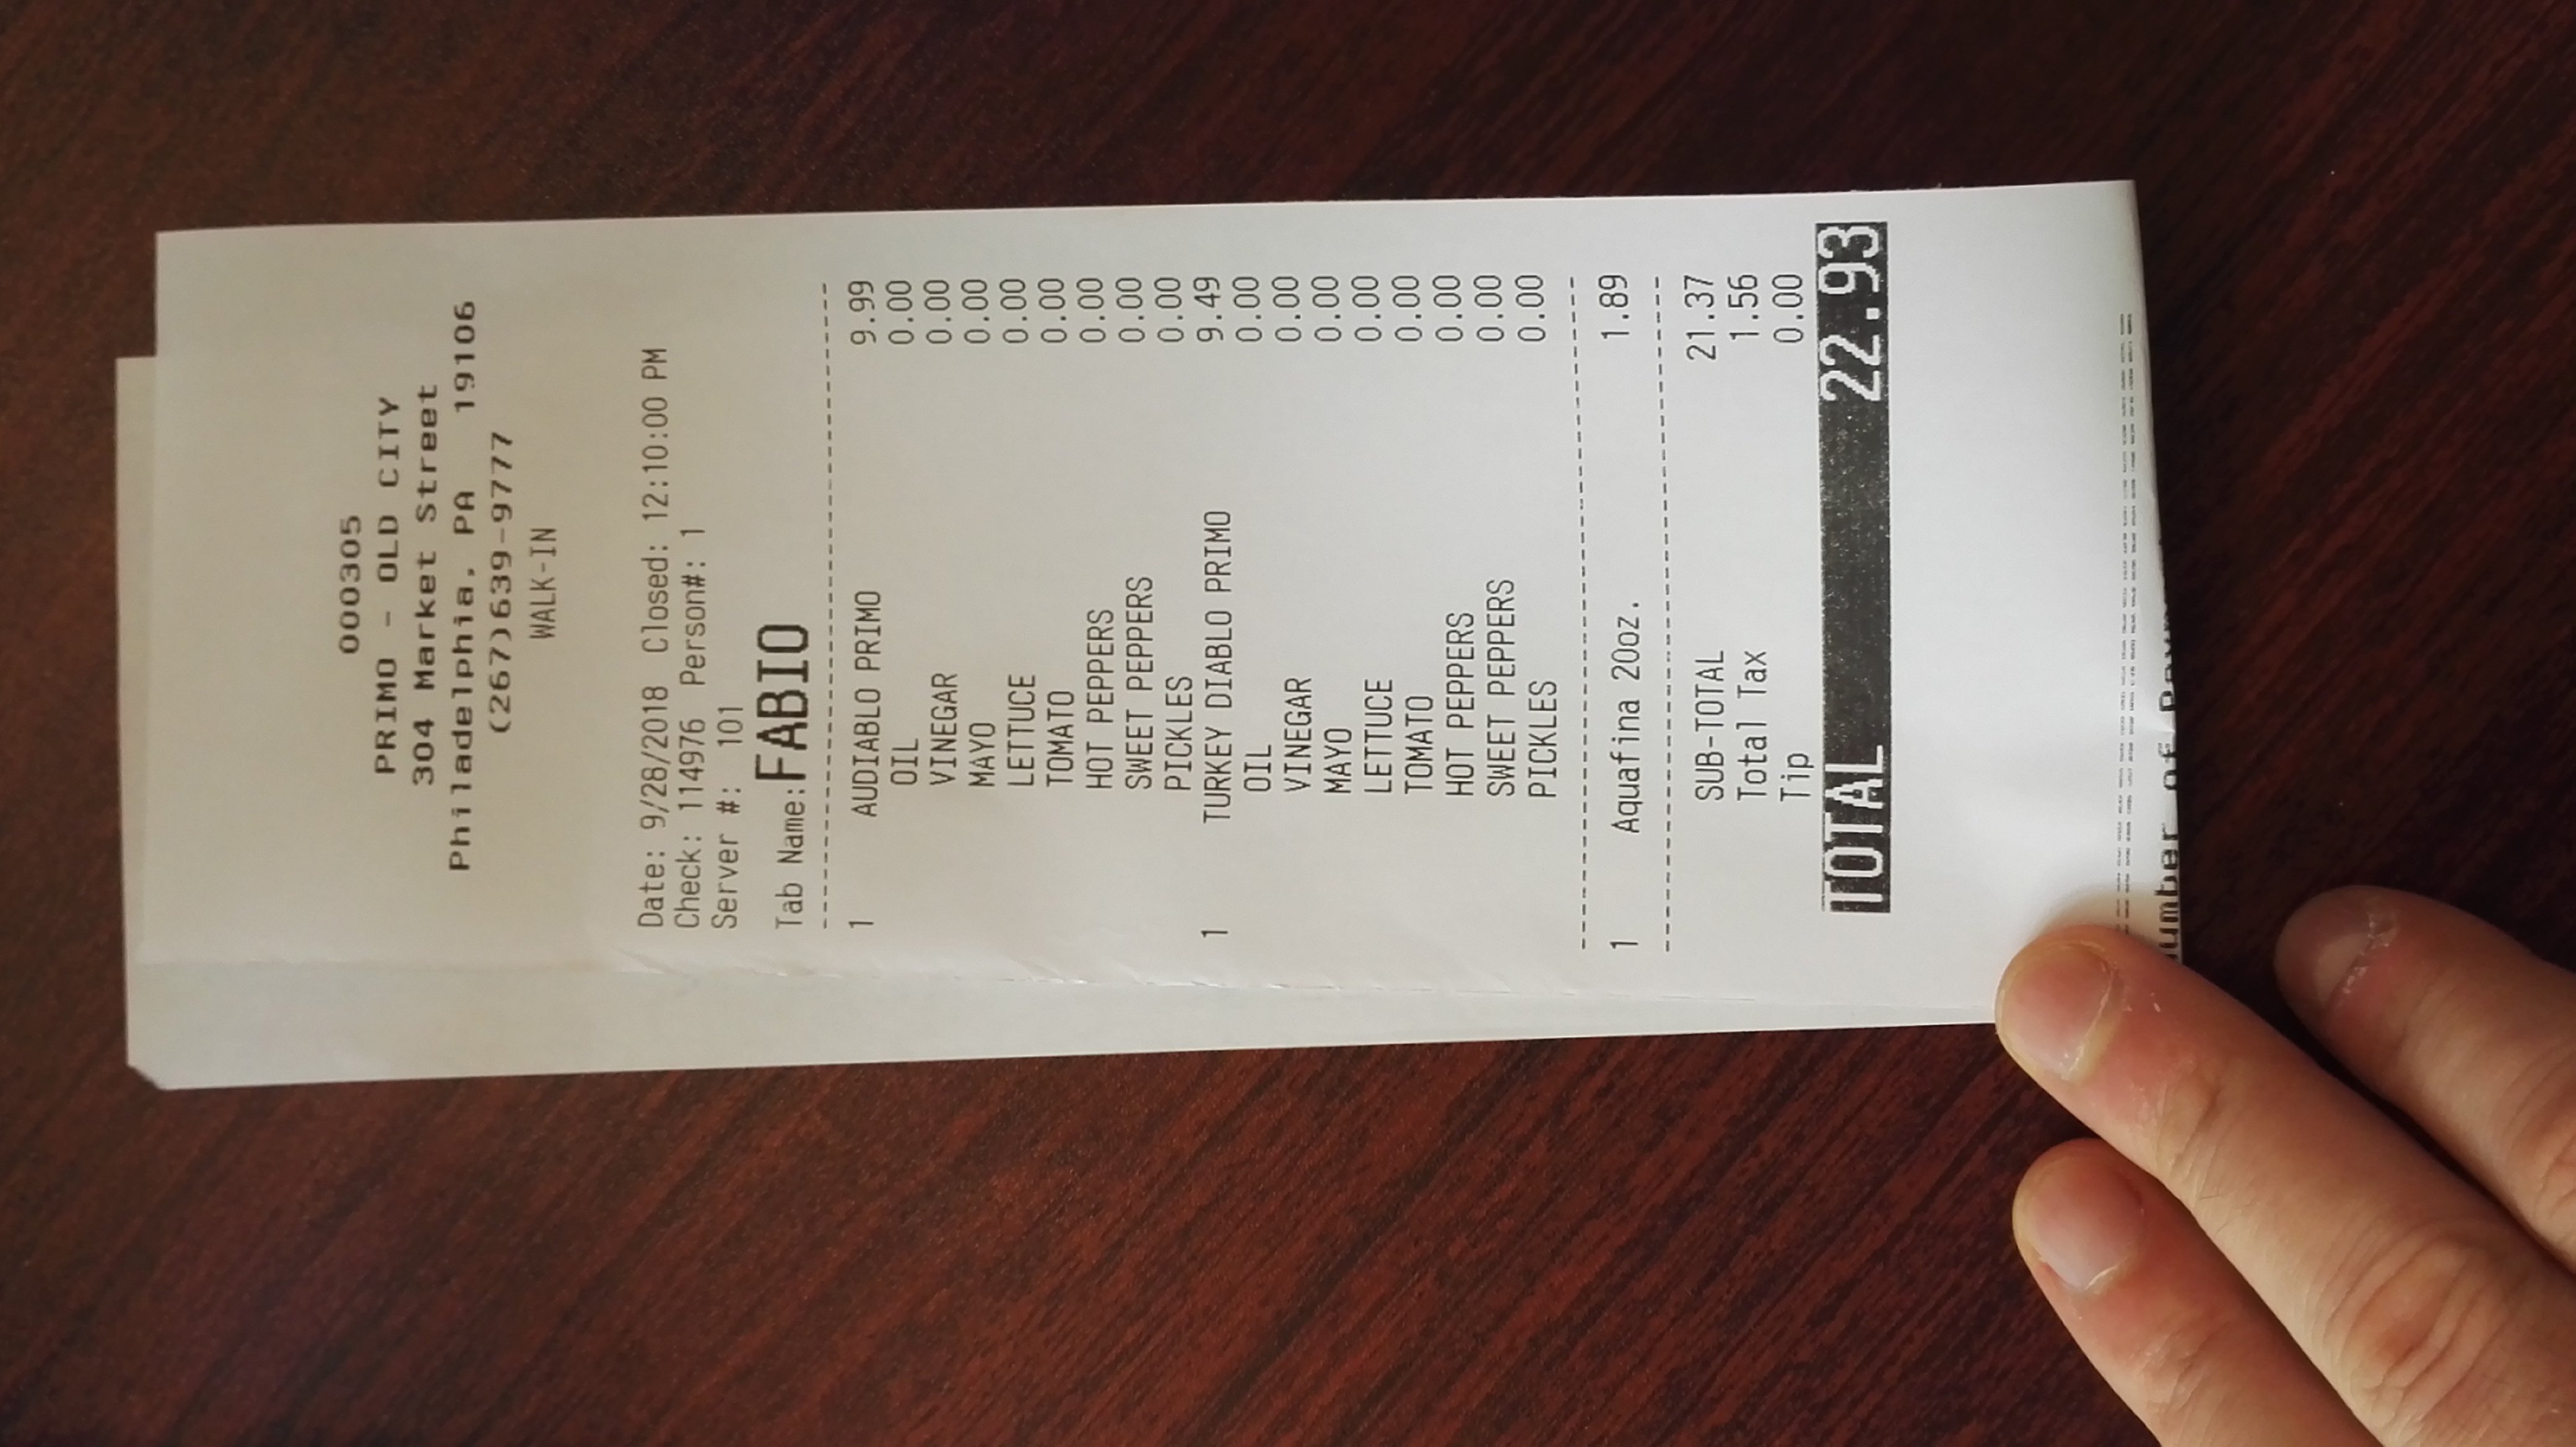 000305
PRIMO - OLD CITY
304 Market Street
Philadelphia, PA 19106
(267)639-9777
WALK-IN
Date: 9/28/2018 Closed: 12:10:00 PM
Check: 114976 Person#: 1
Server #: 101
Tab Name: FABIO
1 AUDIABLO PRIMO 9.99
OIL 0.00
VINEGAR 0.00
MAYO 0.00
LETTUCE 0.00
TOMATO 0.00
HOT PEPPERS 0.00
SWEET PEPPERS 0.00
PICKLES 0.00
1 TURKEY DIABLO PRIMO 9.49
OIL 0.00
VINEGAR 0.00
MAYO 0.00
LETTUCE 0.00
TOMATO 0.00
HOT PEPPERS 0.00
SWEET PEPPERS 0.00
PICKLES 0.00
1 Aquafina 20oz. 1.89
SUB-TOTAL 21.37
Total Tax 1.56
Tip 0.00
TOTAL 22.93
of